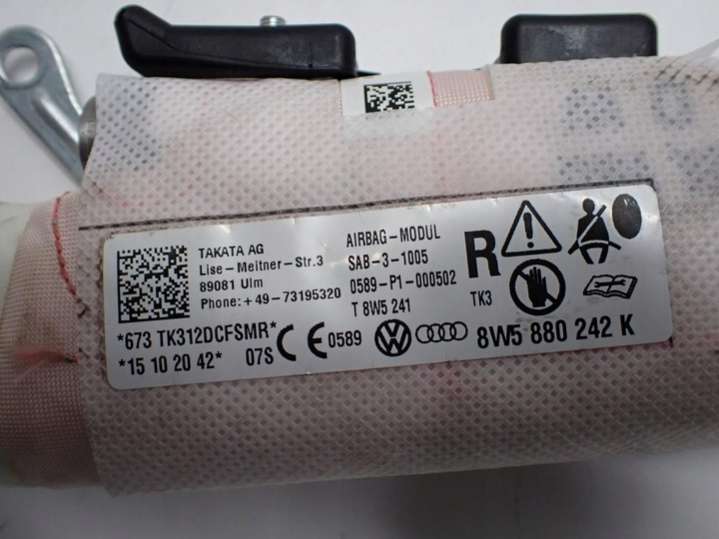 TAKATA AG
Lise-Meitner-Str.3
89081 Ulm
Phone: +49-73195320
AIRBAG-MODUL
SAB-3-1005
0589-P1-000502
T 8W5 241
R
TK3
*673 TK312DCFSMR*
*15 10 20 42* 07S
CE 0589
8W5 880 242 K